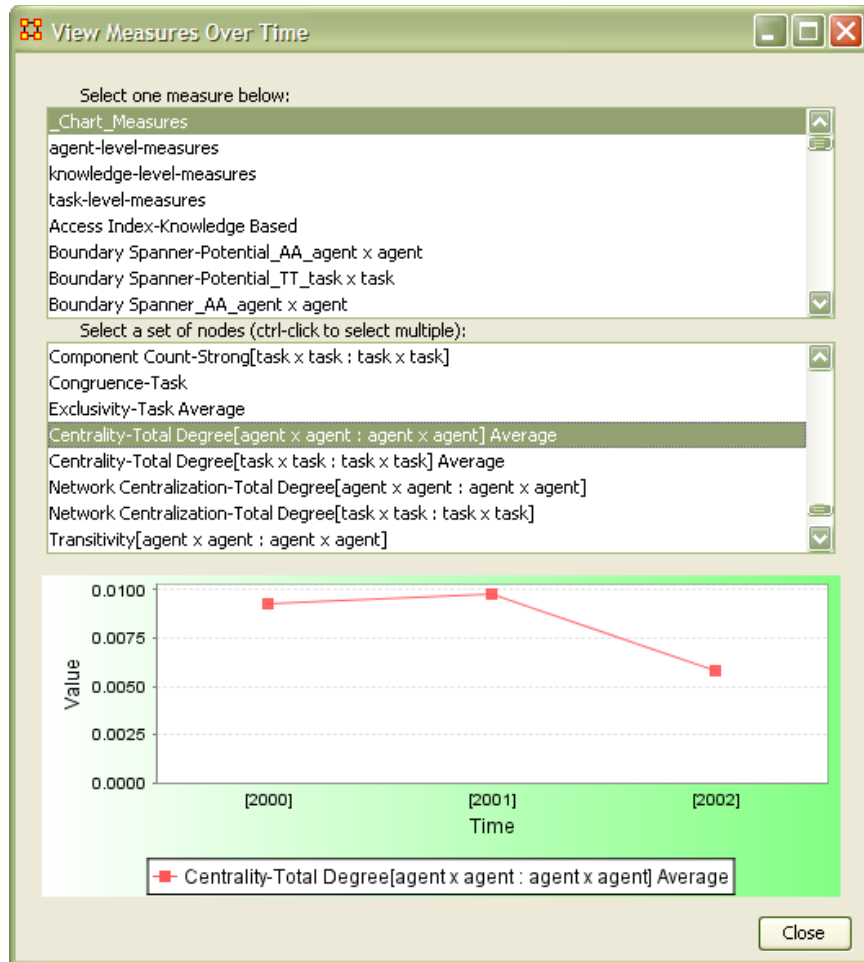 View Measures Over Time
Select one measure below:
_Chart_Measures
agent-level-measures
knowledge-level-measures
task-level-measures
Access Index-Knowledge Based
Boundary Spanner-Potential_AA_agent x agent
Boundary Spanner-Potential_TT_task x task
Boundary Spanner_AA_agent x agent
Select a set of nodes (ctrl-click to select multiple):
Component Count-Strong[task x task : task x task]
Congruence-Task
Exclusivity-Task Average
Centrality-Total Degree[agent x agent : agent x agent] Average
Centrality-Total Degree[task x task : task x task] Average
Network Centralization-Total Degree[agent x agent : agent x agent]
Network Centralization-Total Degree[task x task : task x task]
Transitivity[agent x agent : agent x agent]
0.0100
0.0075
0.0050
0.0025
0.0000
Value
[2000] [2001] [2002]
Time
Centrality-Total Degree[agent x agent : agent x agent] Average
Close